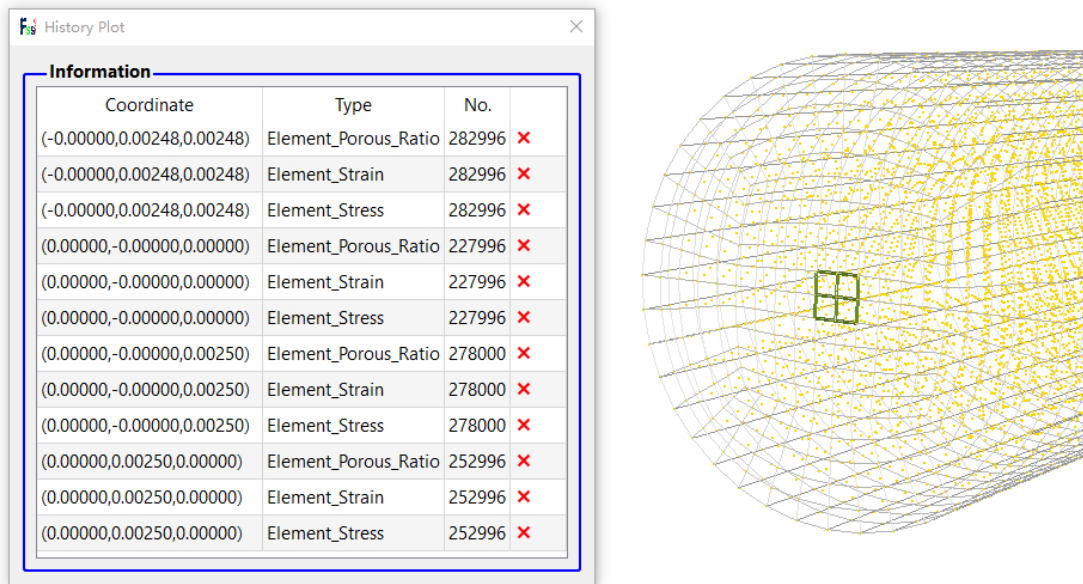 History Plot
Information
Coordinate Type No.
(-0.00000,0.00248,0.00248) Element_Porous_Ratio 282996
(-0.00000,0.00248,0.00248) Element_Strain 282996
(-0.00000,0.00248,0.00248) Element_Stress 282996
(0.00000,-0.00000,0.00000) Element_Porous_Ratio 227996
(0.00000,-0.00000,0.00000) Element_Strain 227996
(0.00000,-0.00000,0.00000) Element_Stress 227996
(0.00000,-0.00000,0.00250) Element_Porous_Ratio 278000
(0.00000,-0.00000,0.00250) Element_Strain 278000
(0.00000,-0.00000,0.00250) Element_Stress 278000
(0.00000,0.00250,0.00000) Element_Porous_Ratio 252996
(0.00000,0.00250,0.00000) Element_Strain 252996
(0.00000,0.00250,0.00000) Element_Stress 252996